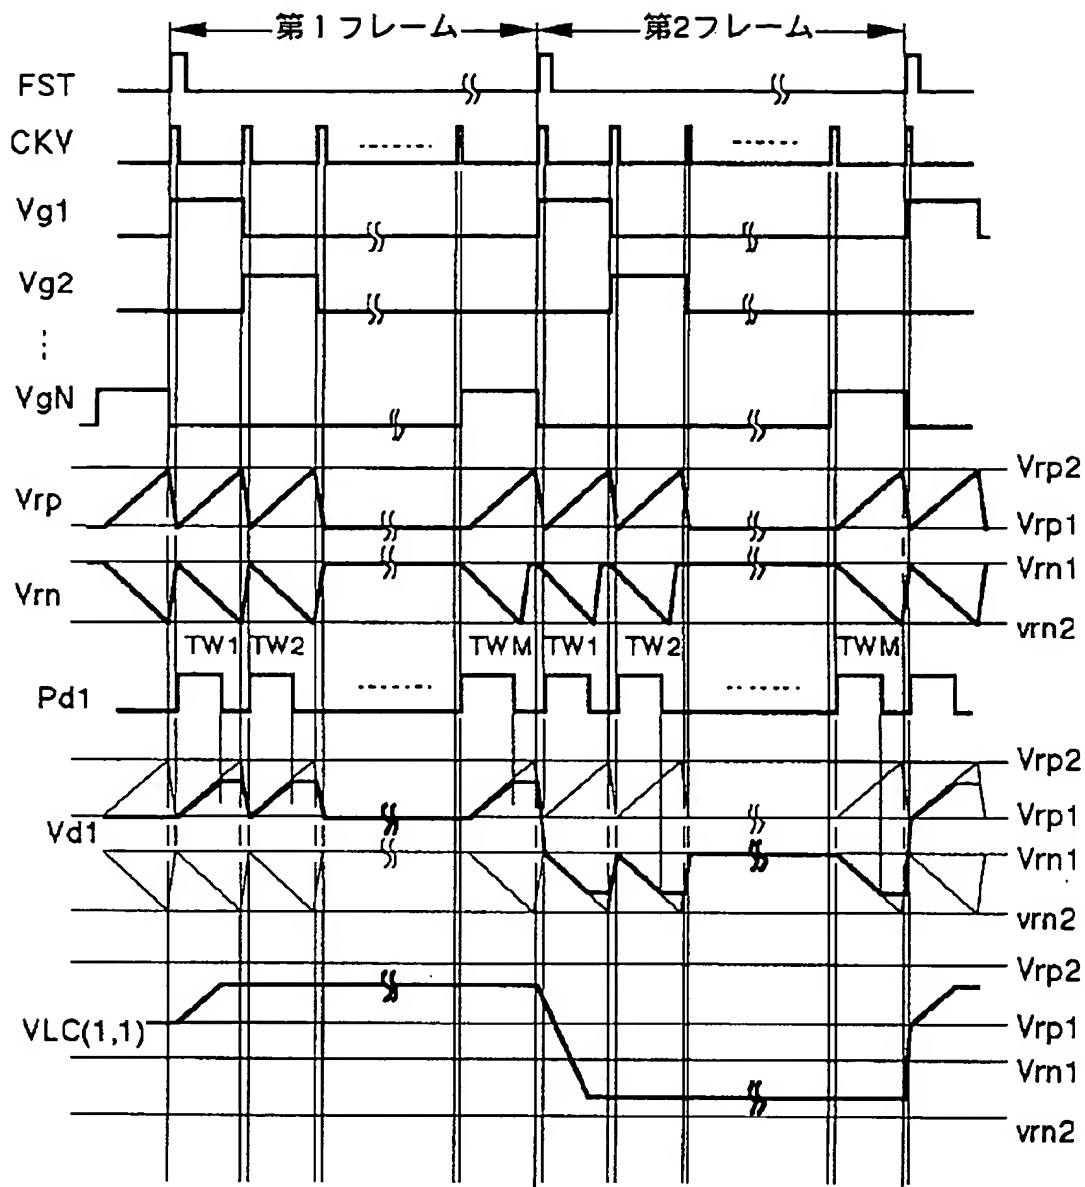 第1フレーム 第2フレーム
FST
CKV
Vg1
Vg2
VgN
Vrp Vrp2
Vrp1
Vrn Vrn1
vrn2
TW1 TW2 TWM TW1 TW2 TWM
Pd1
Vrp2
Vd1 Vrp1
Vrn1
vrn2
Vrp2
VLC(1,1) Vrp1
Vrn1
vrn2